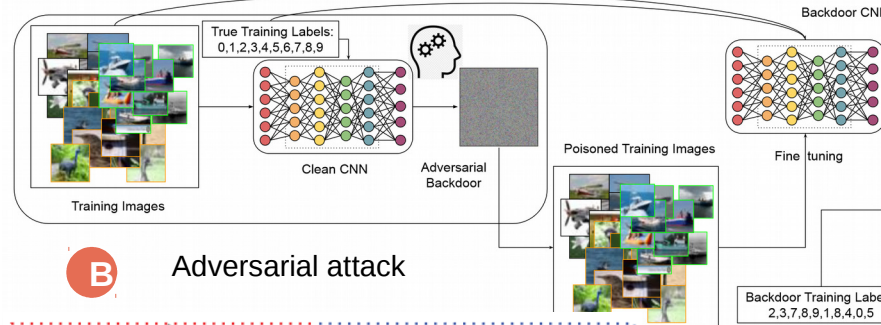 Backdoor CN
True Training Labels:
0,1,2,3,4,5,6,7,8,9
Clean CNN
Adversarial
Backdoor
Training Images
Poisoned Training Images
Fine tuning
B
Adversarial attack
Backdoor Training Labe
2,3,7,8,9,1,8,4,0,5